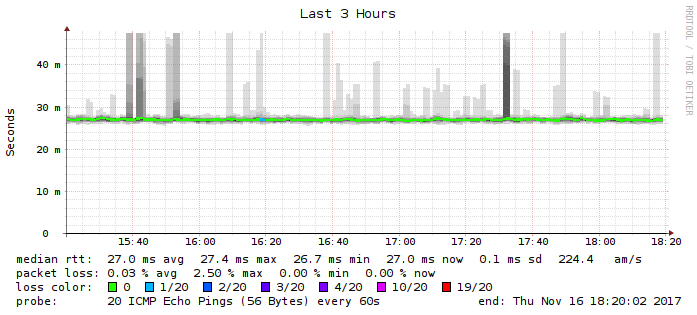 Last 3 Hours
RRDTOOL / TOBI OETIKER
Seconds
40 m
30 m
20 m
10 m
0
15:40 16:00 16:20 16:40 17:00 17:20 17:40 18:00 18:20
median rtt: 27.0 ms avg 27.4 ms max 26.7 ms min 27.0 ms now 0.1 ms sd 224.4 am/s
packet loss: 0.03 % avg 2.50 % max 0.00 % min 0.00 % now
loss color: 0 1/20 2/20 3/20 4/20 10/20 19/20
probe: 20 ICMP Echo Pings (56 Bytes) every 60s end: Thu Nov 16 18:20:02 2017